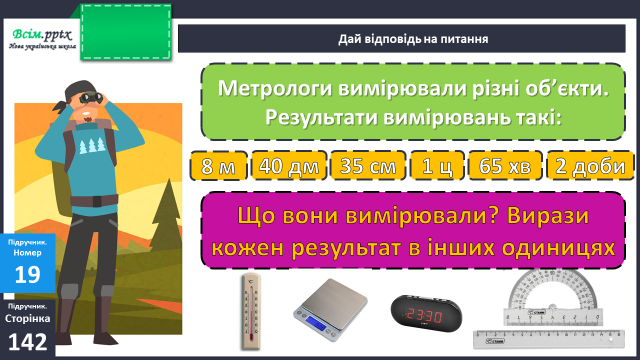 Всім.pptx
Нова українська школа
Дай відповідь на питання
Метрологи вимірювали різні об’єкти.
Результати вимірювань такі:
8 м 40 дм 35 см 1 ц 65 хв 2 доби
Що вони вимірювали? Вирази
кожен результат в інших одиницях
Підручник.
Номер
19
Підручник.
Сторінка
142
23:30